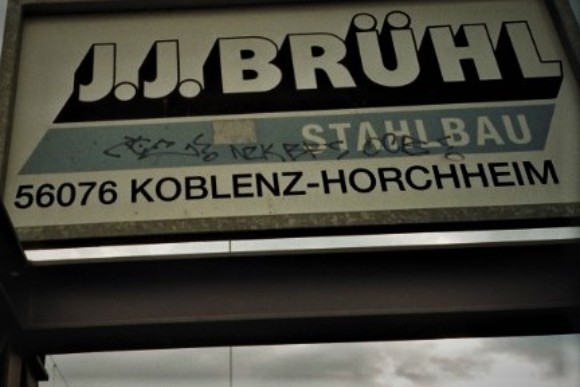 J.J. BRÜHL
STAHLBAU
56076 KOBLENZ-HORCHHEIM